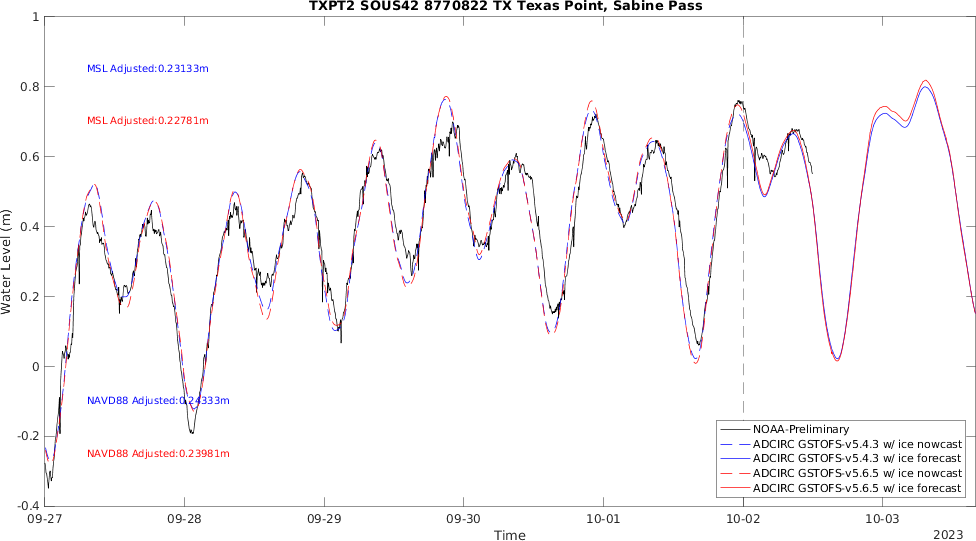 TXPT2 SOUS42 8770822 TX Texas Point, Sabine Pass
1
0.8
0.6
0.4
0.2
0
-0.2
-0.4
Water Level (m)
MSL Adjusted:0.23133m
MSL Adjusted:0.22781m
NAVD88 Adjusted:0.24333m
NAVD88 Adjusted:0.23981m
NOAA-Preliminary
ADCIRC GSTOFS-v5.4.3 w/ ice nowcast
ADCIRC GSTOFS-v5.4.3 w/ ice forecast
ADCIRC GSTOFS-v5.6.5 w/ ice nowcast
ADCIRC GSTOFS-v5.6.5 w/ ice forecast
09-27 09-28 09-29 09-30 10-01 10-02 10-03
Time
2023